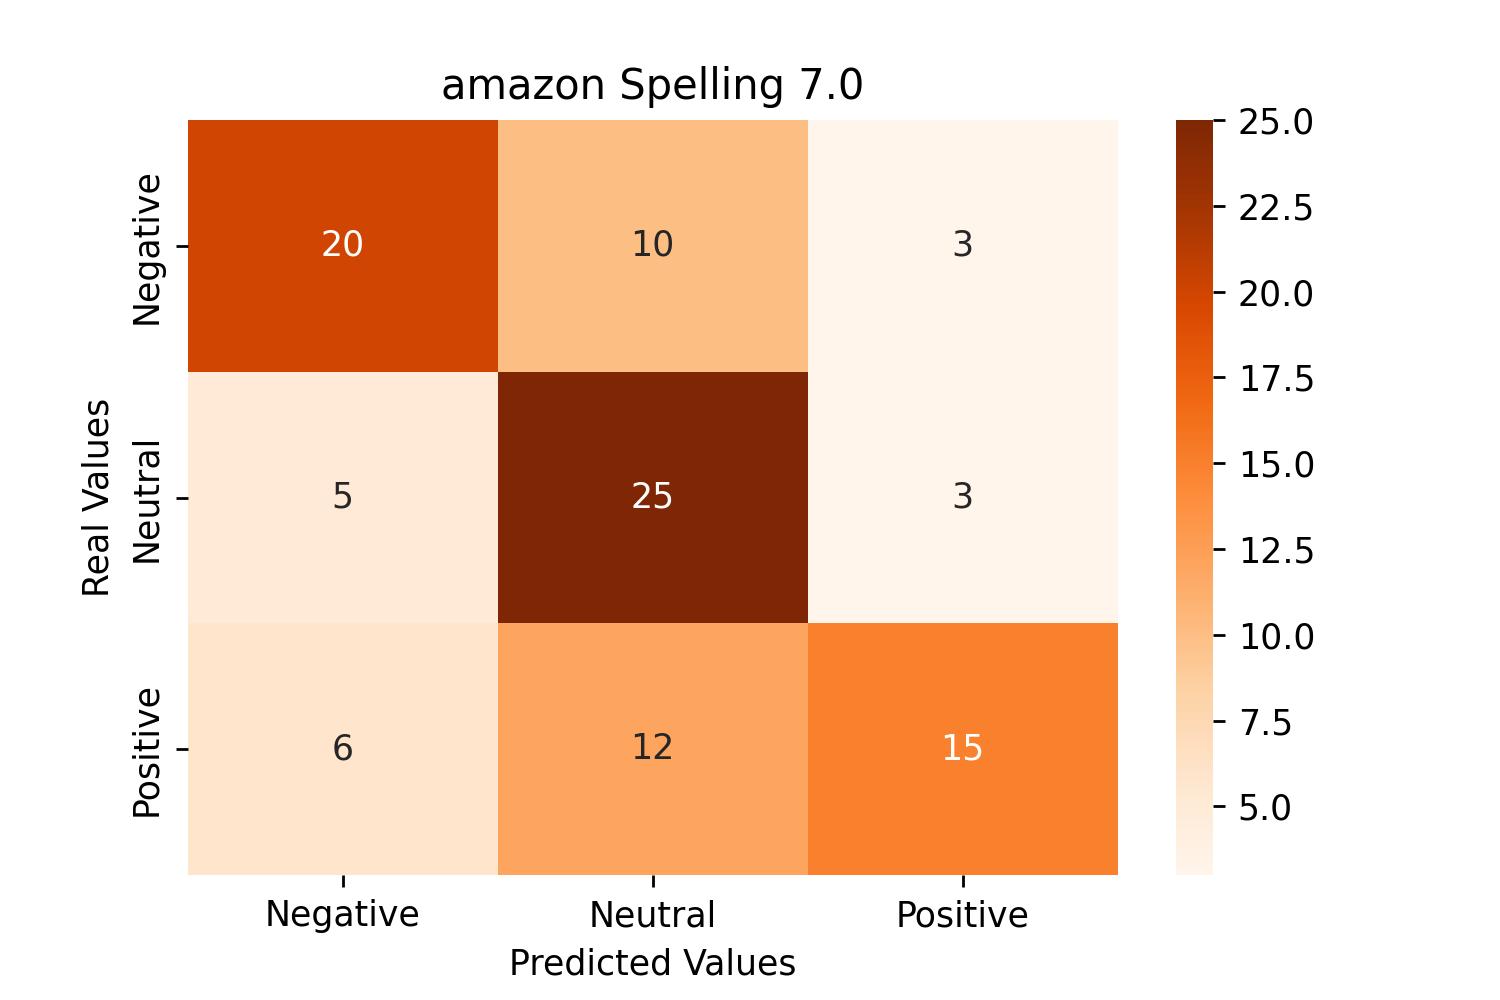 amazon Spelling 7.0
Real Values
Negative
20 10 3
Neutral
5 25 3
Positive
6 12 15
Negative Neutral Positive
Predicted Values
25.0
22.5
20.0
17.5
15.0
12.5
10.0
7.5
5.0